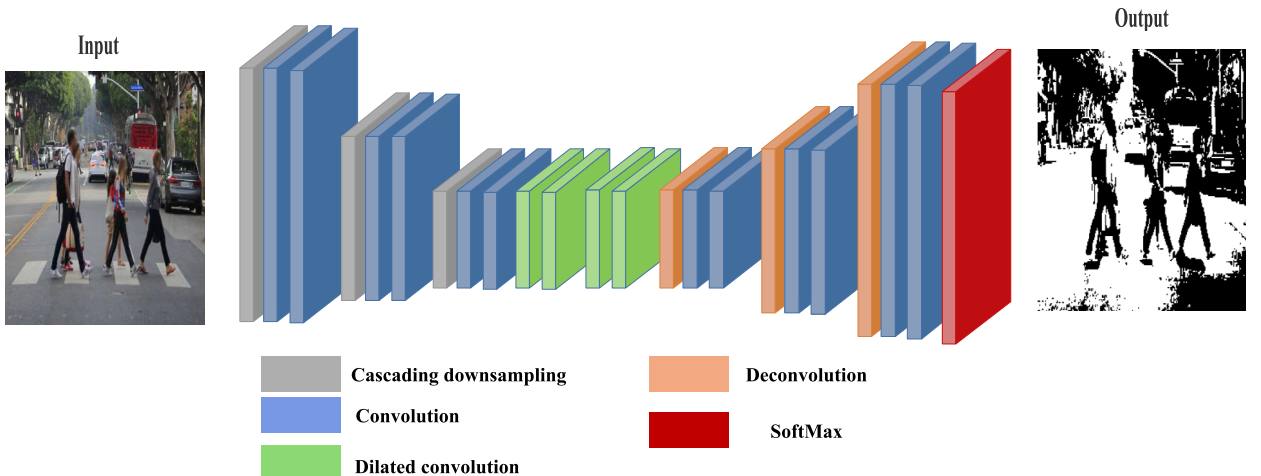 Input
Output
Cascading downsampling
Deconvolution
Convolution
SoftMax
Dilated convolution